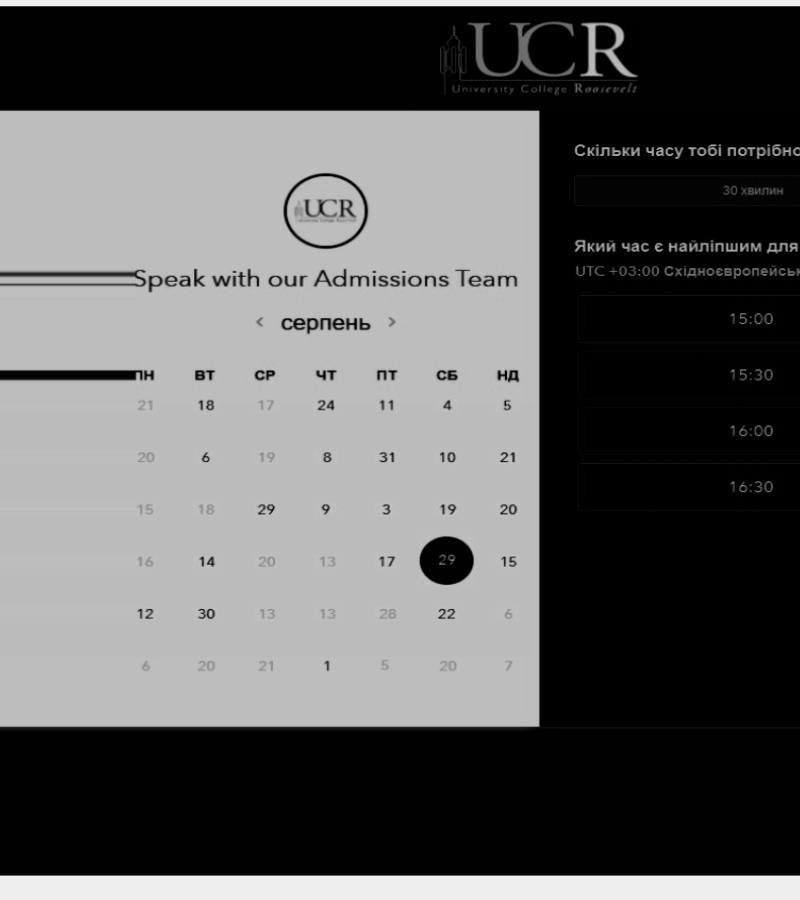 UCR
University College Roosevelt
UCR
Speak with our Admissions Team
< серпень >
ПН ВТ СР ЧТ ПТ СБ НД
21 18 17 24 11 4 5
20 6 19 8 31 10 21
15 18 29 9 3 19 20
16 14 20 13 17 29 15
12 30 13 13 28 22 6
6 20 21 1 5 20 7
Скільки часу тобі потрібно
30 хвилин
Який час є найліпшим для
UTC +03:00 Східноєвропейськ
15:00
15:30
16:00
16:30